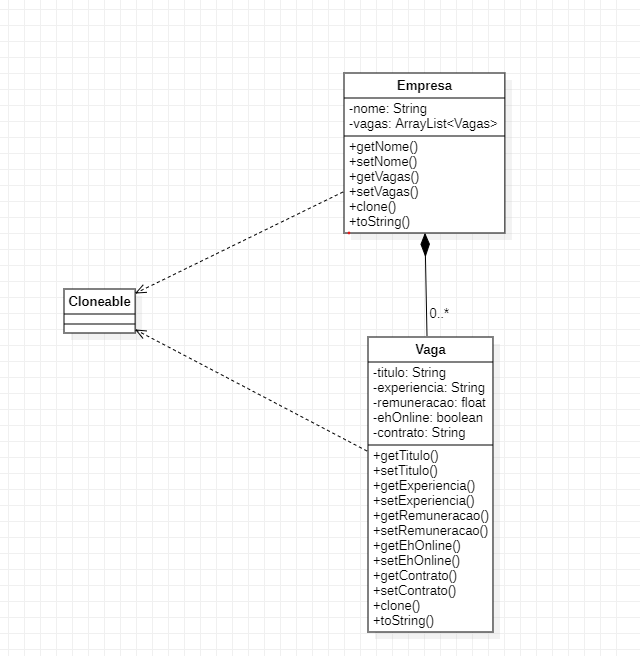 Empresa
-nome: String
-vagas: ArrayList<Vagas>
+getNome()
+setNome()
+getVagas()
+setVagas()
+clone()
+toString()
Cloneable
0..*
Vaga
-titulo: String
-experiencia: String
-remuneracao: float
-ehOnline: boolean
-contrato: String
+getTitulo()
+setTitulo()
+getExperiencia()
+setExperiencia()
+getRemuneracao()
+setRemuneracao()
+getEhOnline()
+setEhOnline()
+getContrato()
+setContrato()
+clone()
+toString()